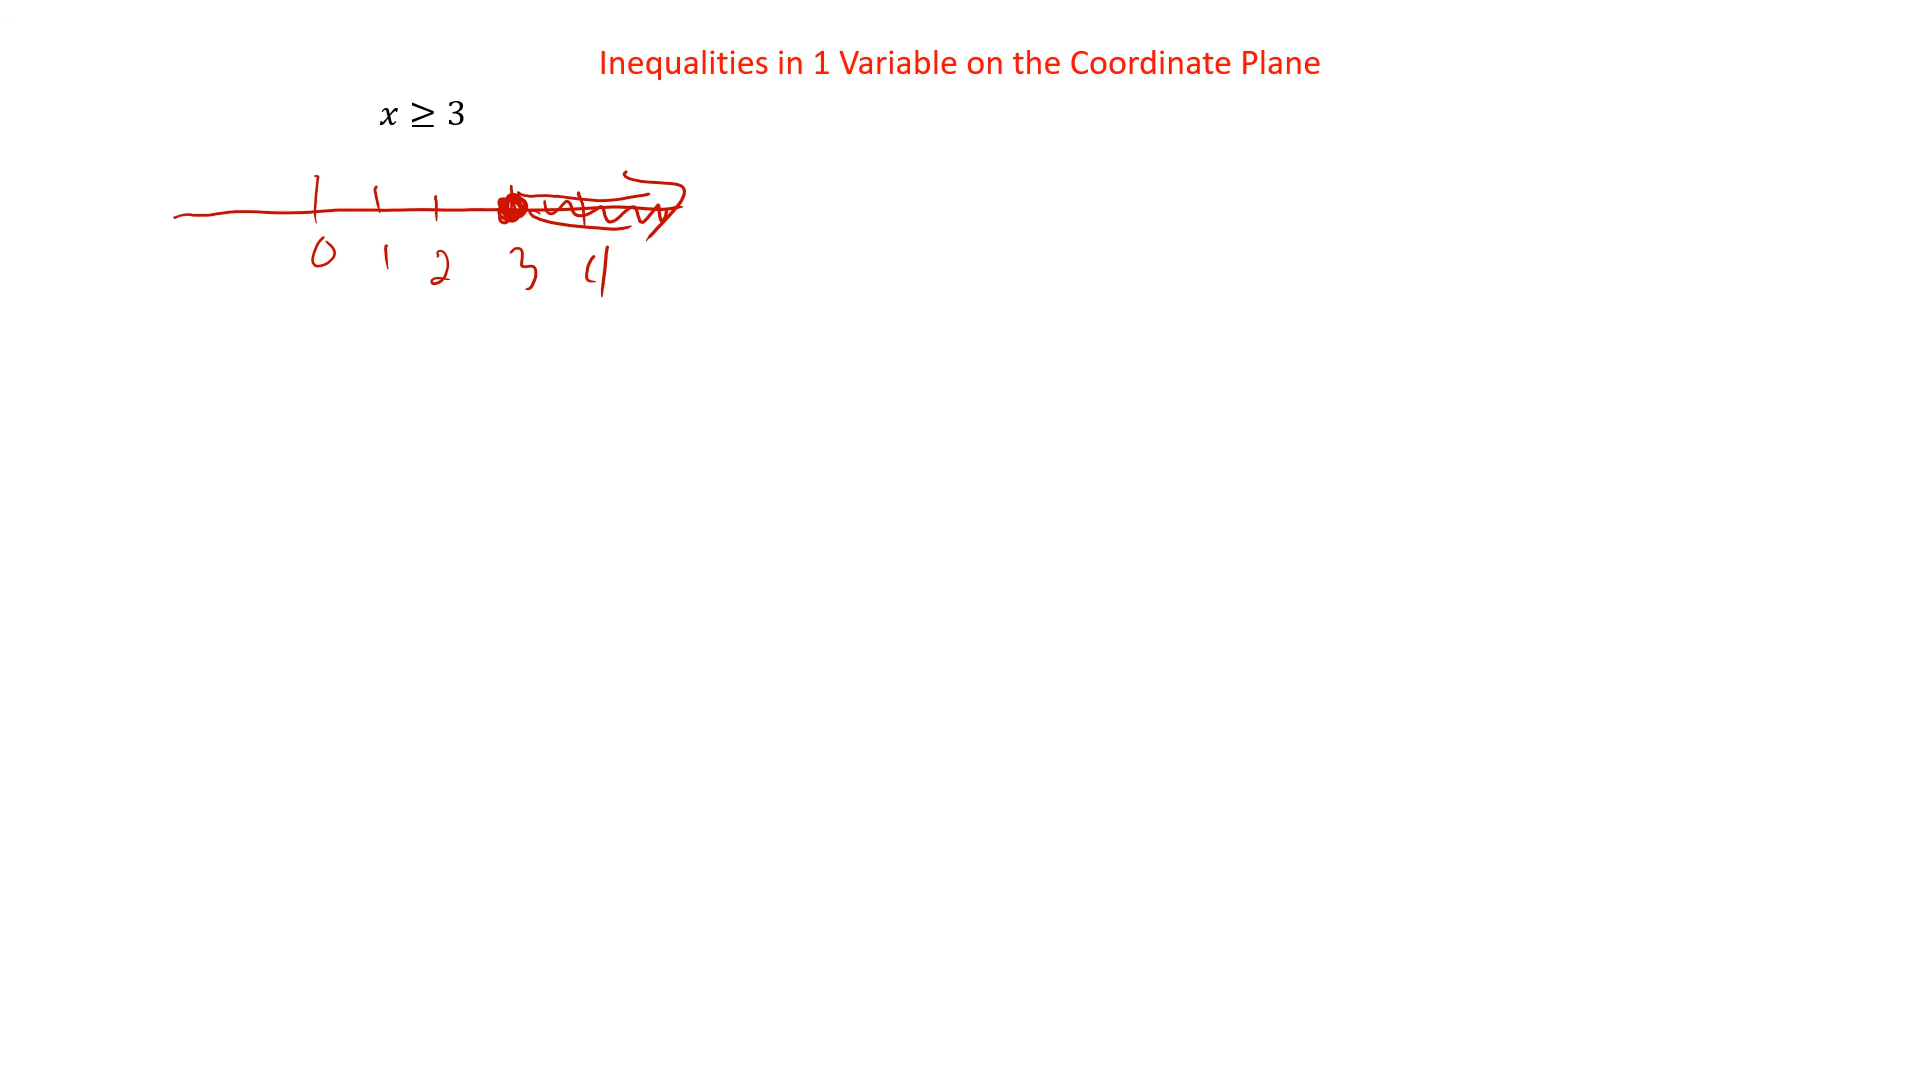 Inequalities in 1 Variable on the Coordinate Plane
x ≥ 3
0 1 2 3 4